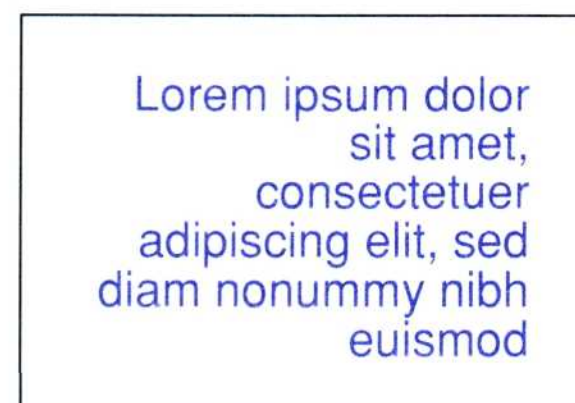 Lorem ipsum dolor
sit amet,
consectetuer
adipiscing elit, sed
diam nonummy nibh
euismod